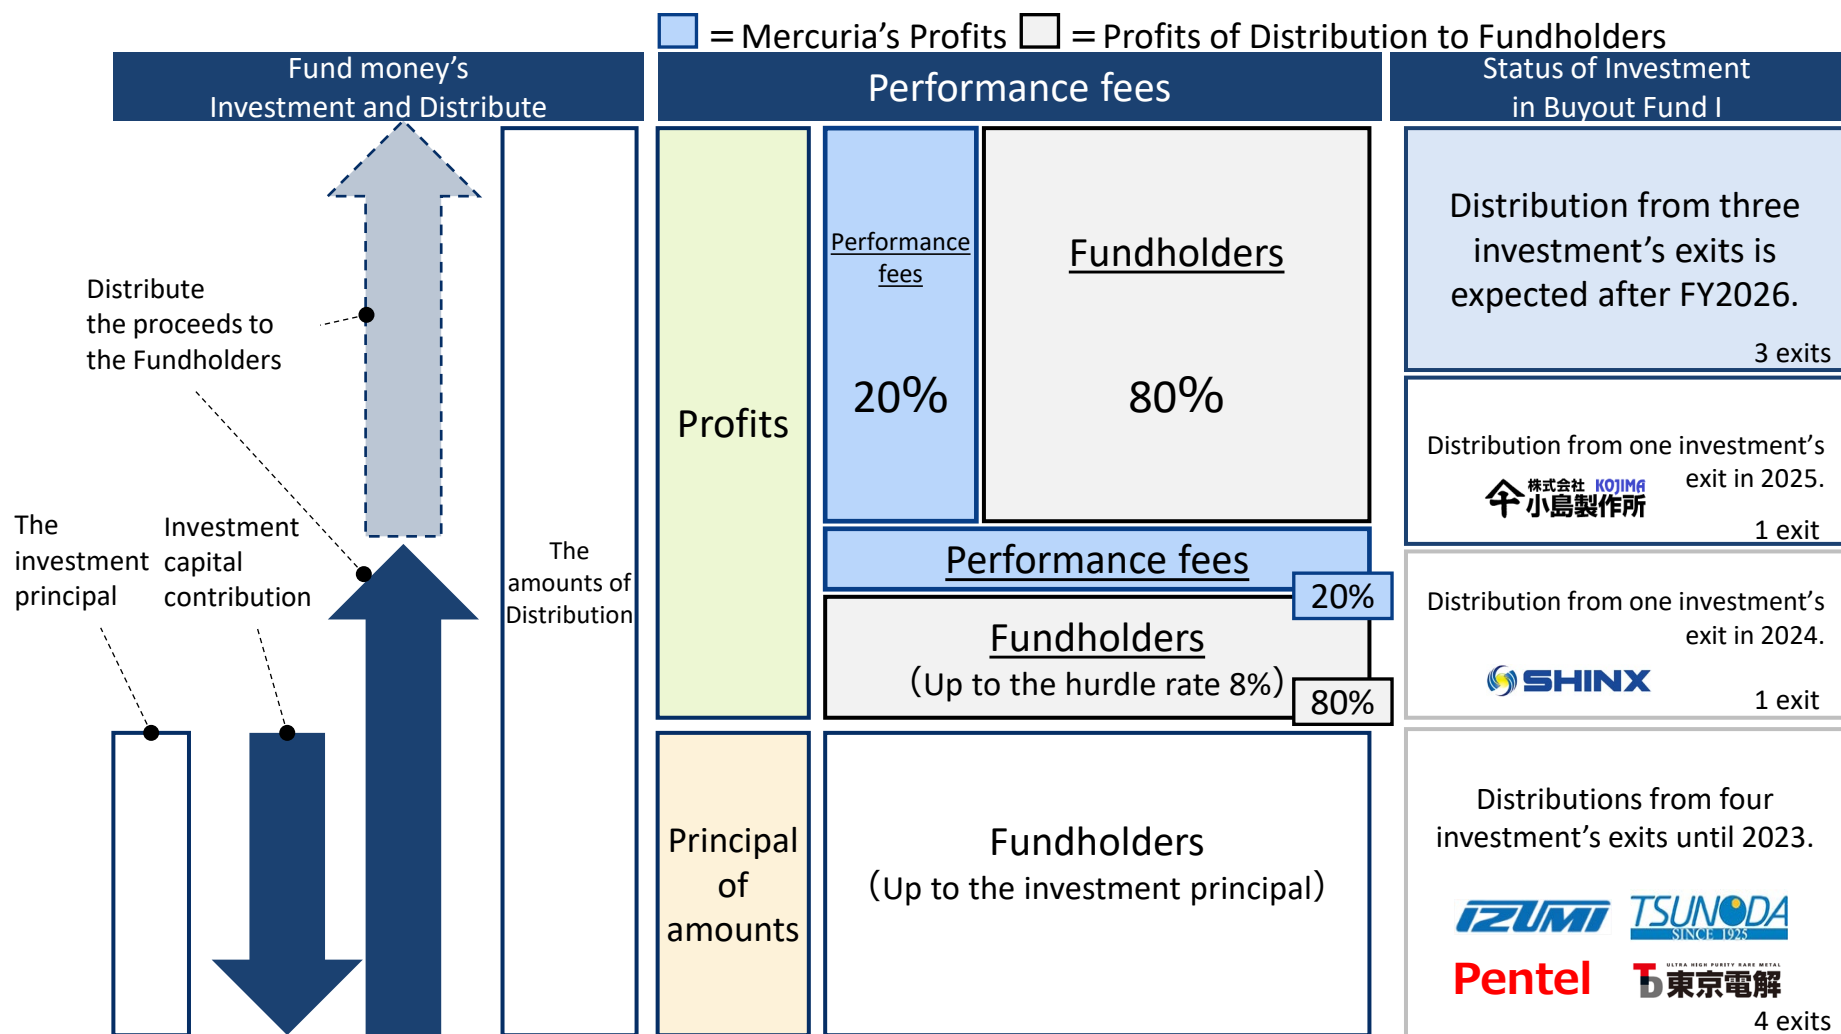 = Mercuria’s Profits
= Profits of Distribution to Fundholders
Fund money’s
Investment and Distribute
Performance fees
Status of Investment
in Buyout Fund I
Distribute
the proceeds to
the Fundholders
The
investment
principal
Investment
capital
contribution
The
amounts of
Distribution
Profits
Principal
of
amounts
Performance
fees
20%
Fundholders
80%
Performance fees
20%
Fundholders
(Up to the hurdle rate 8%)
80%
Fundholders
(Up to the investment principal)
Distribution from three
investment’s exits is
expected after FY2026.
3 exits
Distribution from one investment’s
exit in 2025.
株式会社 KOJIMA
小島製作所
1 exit
Distribution from one investment’s
exit in 2024.
SHINX
1 exit
Distributions from four
investment’s exits until 2023.
IZUMI
TSUNODA
SINCE 1925
Pentel
ULTRA HIGH PURITY RARE METAL
TD 東京電解
4 exits